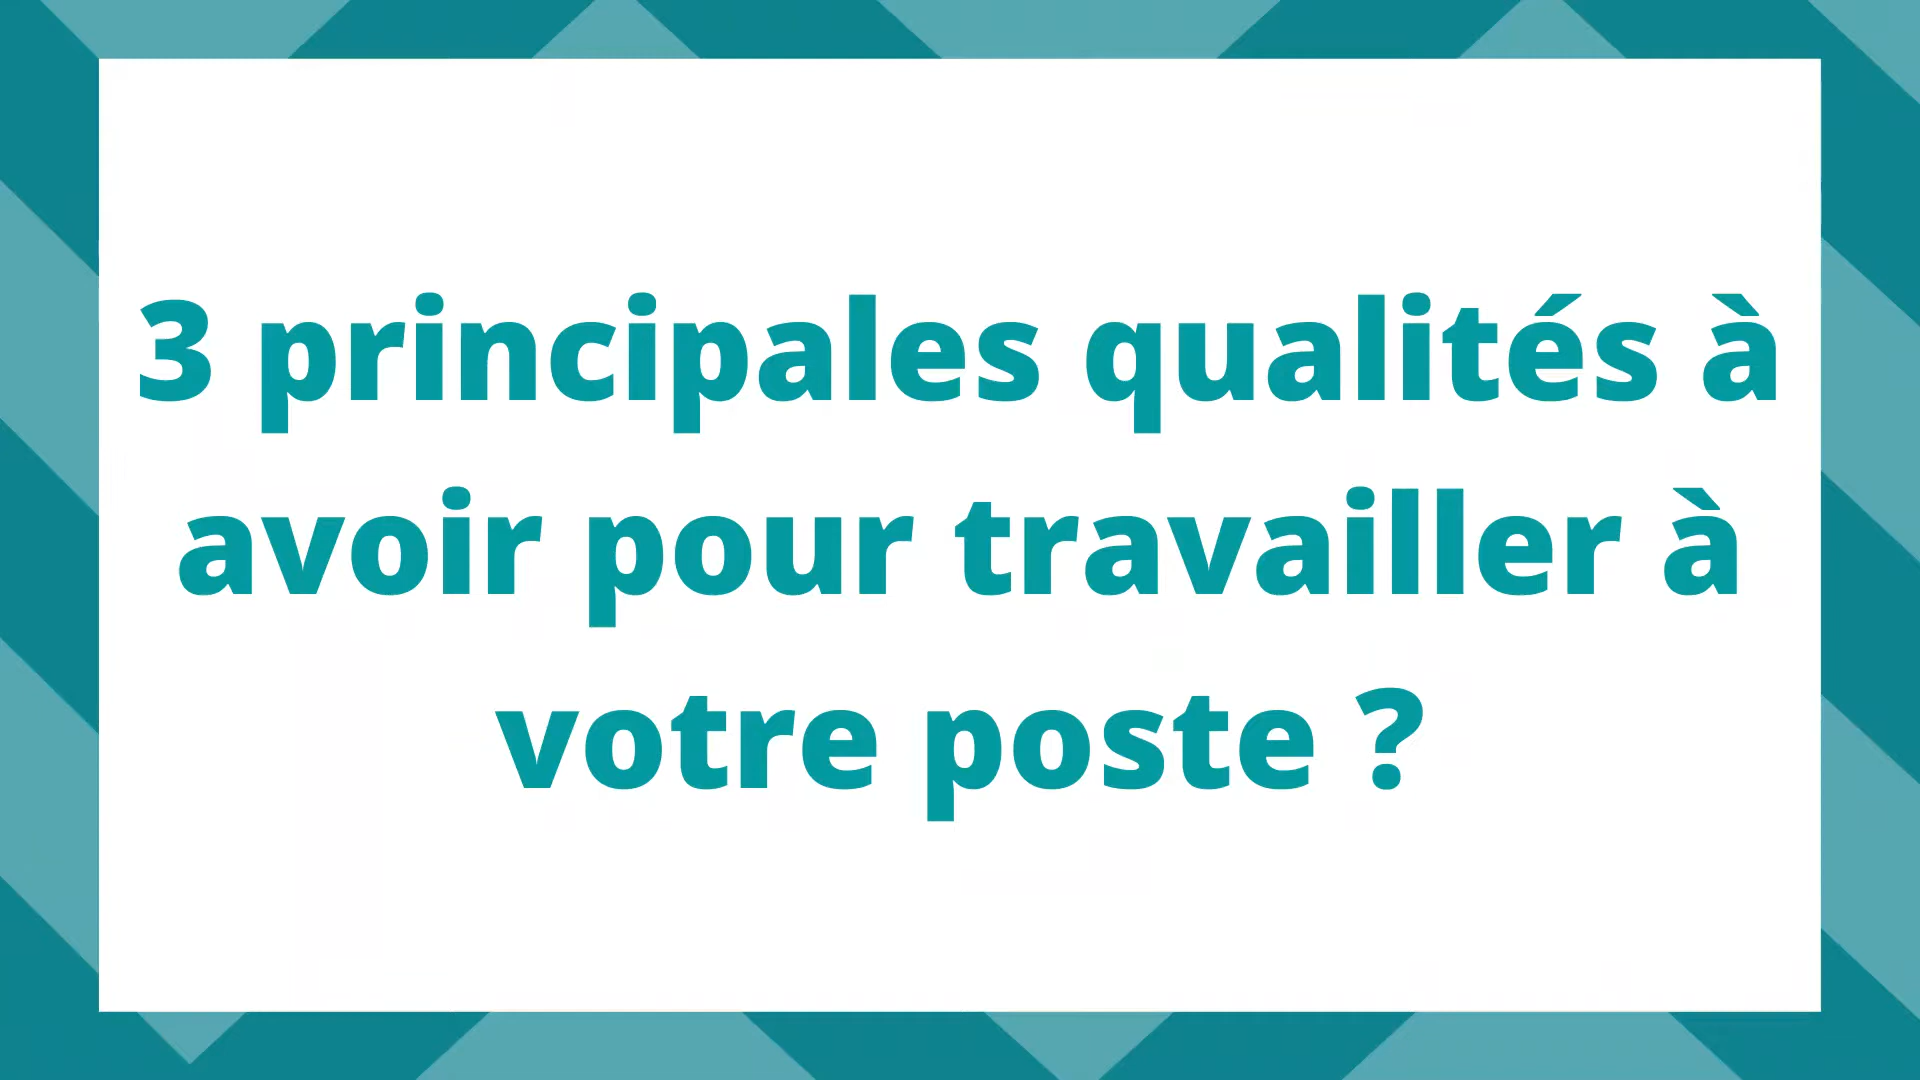 3 principales qualités à
avoir pour travailler à
votre poste ?